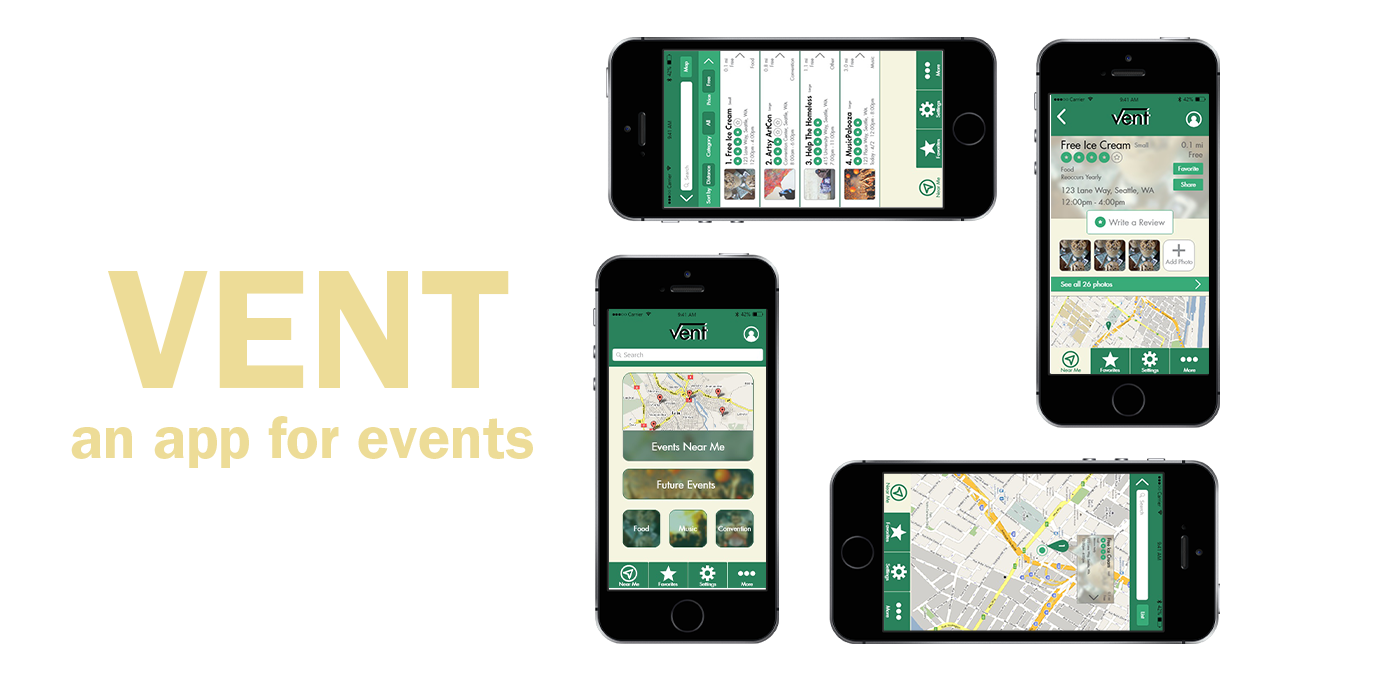 VENT
an app for events
Carrier
9:41 AM
42%
Search
Map
Sort by
Distance
Category
All
Price
Free
1. Free Ice Cream Small
123 Lane Way, Seattle, WA
12:00pm - 4:00pm
0.1 mi
Free
Food
2. Artsy ArtCon
Convention Center, Seattle, WA
8:00am - 6:00pm
0.8 mi
Free
Convention
3. Help The Homeless
7:00pm - 11:00pm
1.1 mi
Free
Other
4. MusicPalooza
Today - 4/2
12:00pm - 8:00pm
3.0 mi
Free
Music
Near Me
Favorites
Settings
More
Carrier
9:41 AM
42%
Vent
Free Ice Cream Small
0.1 mi
Free
Food
Reoccurs Yearly
Favorite
Share
123 Lane Way, Seattle, WA
12:00pm - 4:00pm
Write a Review
Add Photo
See all 26 photos
Near Me
Favorites
Settings
More
Carrier
9:41 AM
42%
Vent
Search
Events Near Me
Future Events
Food
Music
Convention
Near Me
Favorites
Settings
More
Carrier
9:41 AM
42%
Search
List
1
Free Ice Cream
Near Me
Favorites
Settings
More